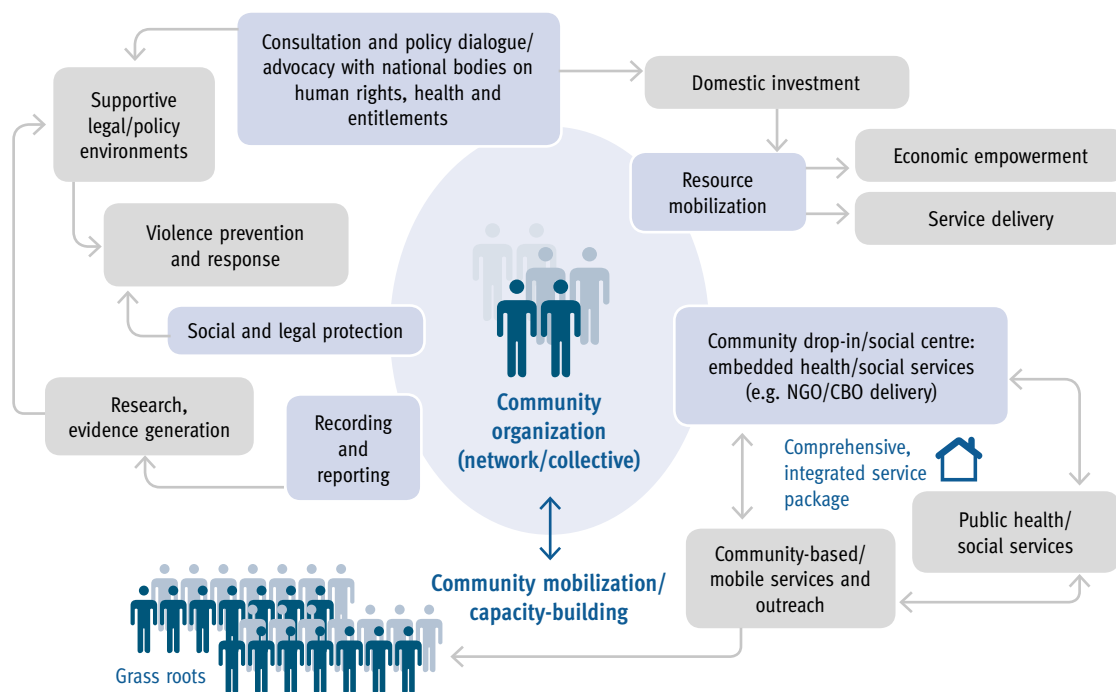 Consultation and policy dialogue/
advocacy with national bodies on
human rights, health and
entitlements
Supportive
legal/policy
environments
Domestic investment
Economic empowerment
Resource
mobilization
Service delivery
Violence prevention
and response
Social and legal protection
Community drop-in/social centre:
embedded health/social services
(e.g. NGO/CBO delivery)
Research,
evidence generation
Recording
and
reporting
Community
organization
(network/collective)
Comprehensive,
integrated service
package
Public health/
social services
Community-based/
mobile services and
outreach
Community mobilization/
capacity-building
Grass roots